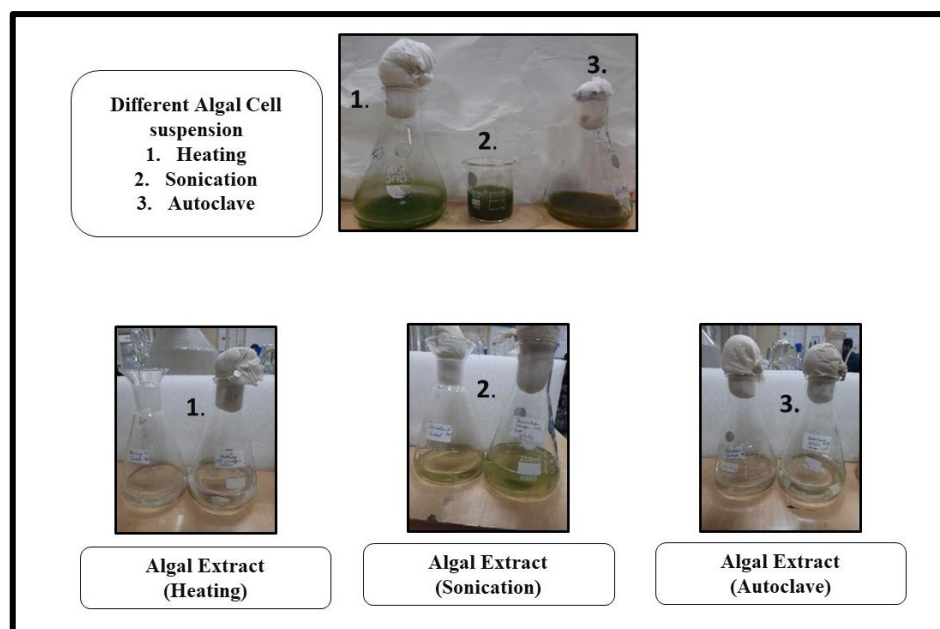 Different Algal Cell
suspension
1. Heating
2. Sonication
3. Autoclave
1.
2.
3.
1.
2.
3.
Algal Extract
(Heating)
Algal Extract
(Sonication)
Algal Extract
(Autoclave)